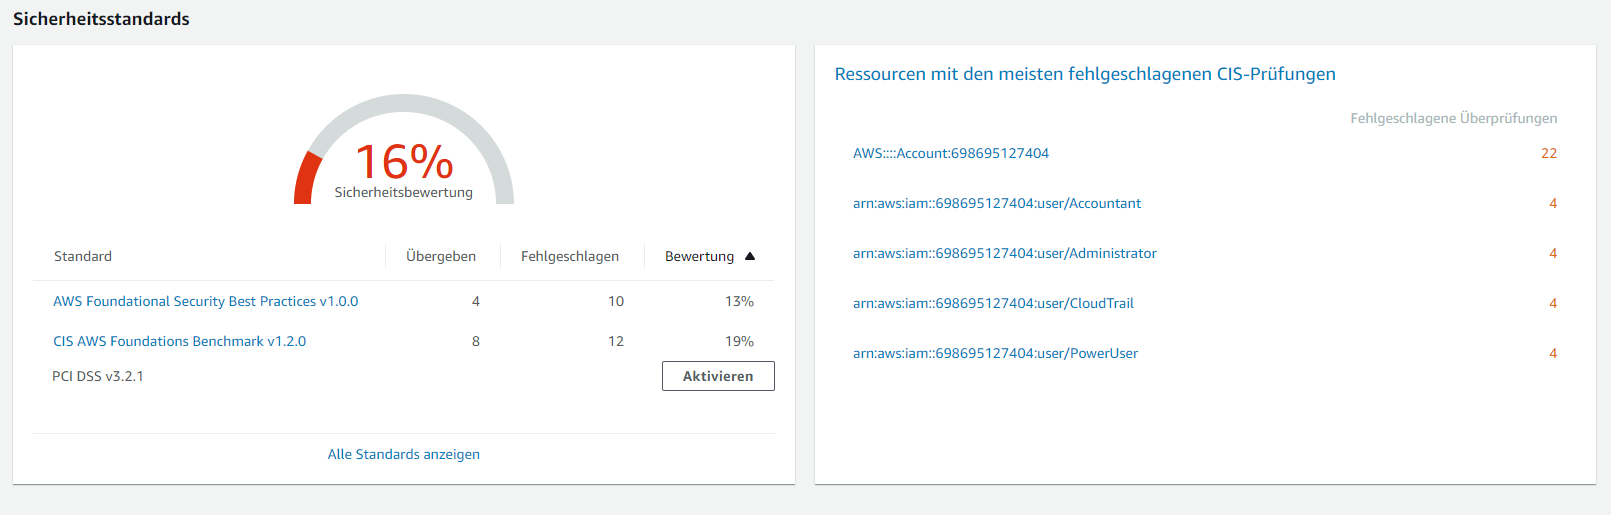 Sicherheitsstandards
16%
Sicherheitsbewertung
Standard Übergeben Fehlgeschlagen Bewertung
AWS Foundational Security Best Practices v1.0.0 4 10 13%
CIS AWS Foundations Benchmark v1.2.0 8 12 19%
PCI DSS v3.2.1 Aktivieren
Alle Standards anzeigen
Ressourcen mit den meisten fehlgeschlagenen CIS-Prüfungen
Fehlgeschlagene Überprüfungen
AWS::::Account:698695127404 22
arn:aws:iam::698695127404:user/Accountant 4
arn:aws:iam::698695127404:user/Administrator 4
arn:aws:iam::698695127404:user/CloudTrail 4
arn:aws:iam::698695127404:user/PowerUser 4